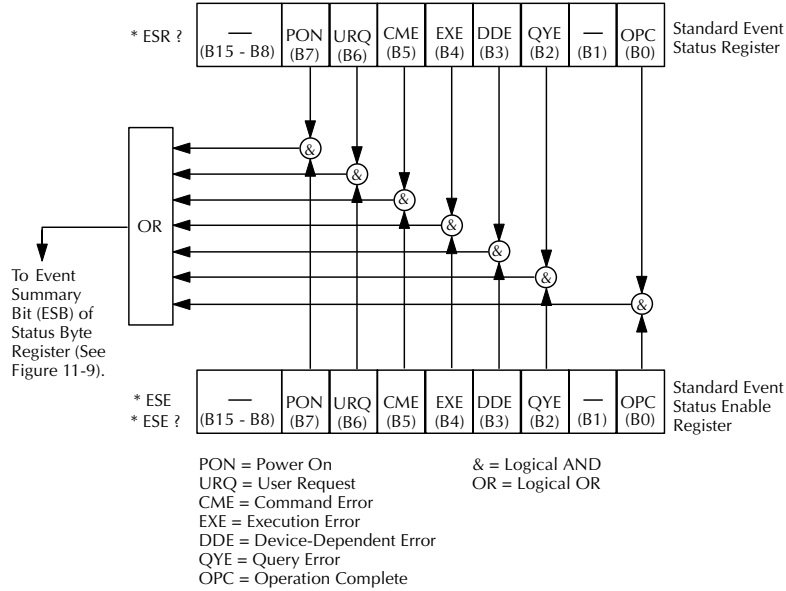 * ESR ?
—
(B15 - B8)
PON
(B7)
URQ
(B6)
CME
(B5)
EXE
(B4)
DDE
(B3)
QYE
(B2)
—
(B1)
OPC
(B0)
Standard Event
Status Register
&
&
&
&
&
&
&
OR
To Event
Summary
Bit (ESB) of
Status Byte
Register (See
Figure 11-9).
* ESE
* ESE ?
—
(B15 - B8)
PON
(B7)
URQ
(B6)
CME
(B5)
EXE
(B4)
DDE
(B3)
QYE
(B2)
—
(B1)
OPC
(B0)
Standard Event
Status Enable
Register
PON = Power On
URQ = User Request
CME = Command Error
EXE = Execution Error
DDE = Device-Dependent Error
QYE = Query Error
OPC = Operation Complete
& = Logical AND
OR = Logical OR